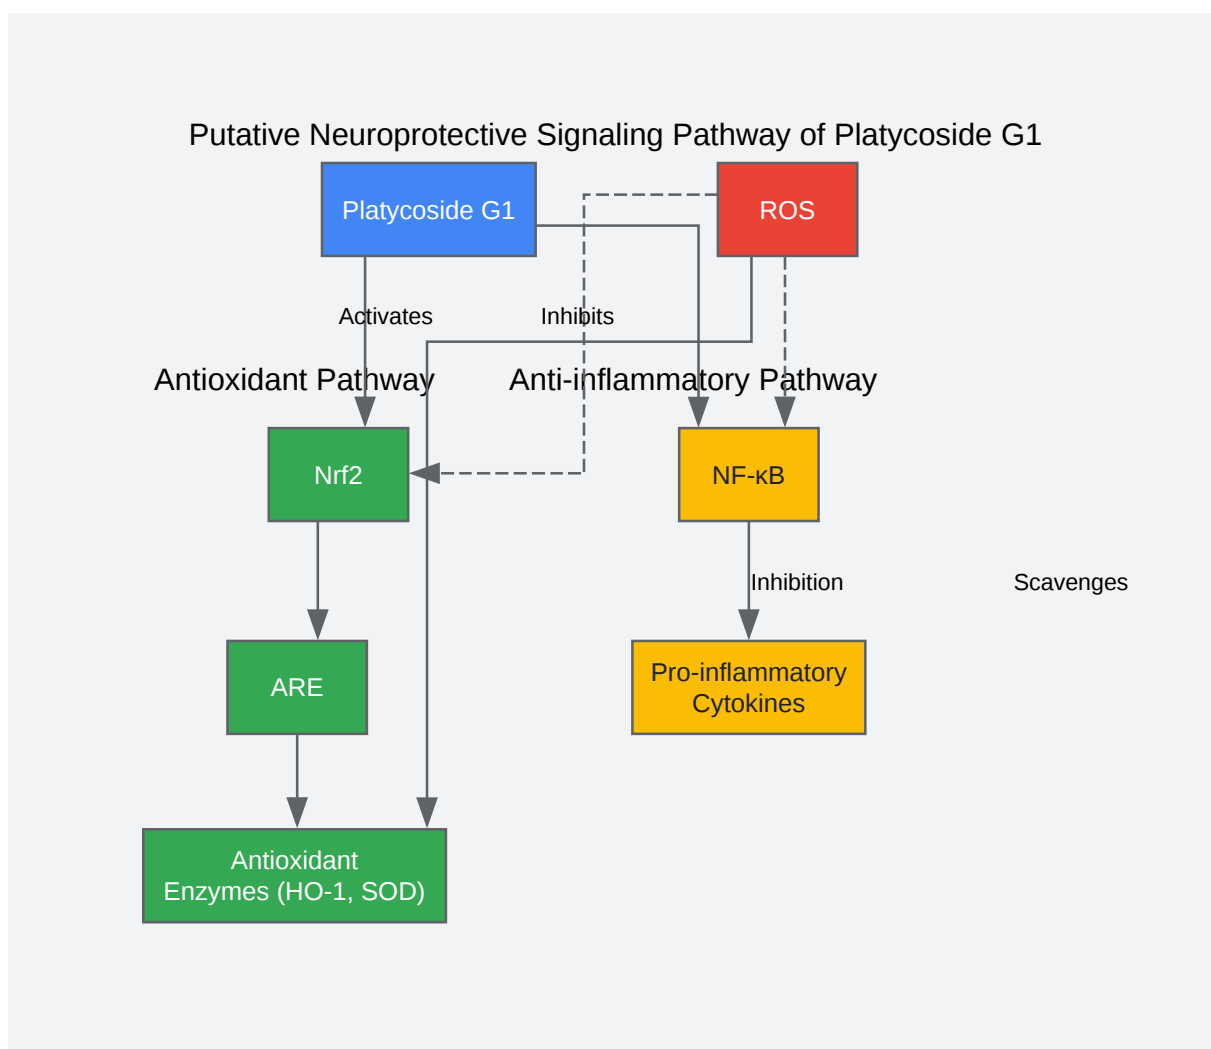 Putative Neuroprotective Signaling Pathway of Platycoside G1
Platycoside G1
ROS
Activates
Inhibits
Antioxidant Pathway
Anti-inflammatory Pathway
Nrf2
NF-κB
Inhibition
Scavenges
ARE
Pro-inflammatory
Cytokines
Antioxidant
Enzymes (HO-1, SOD)